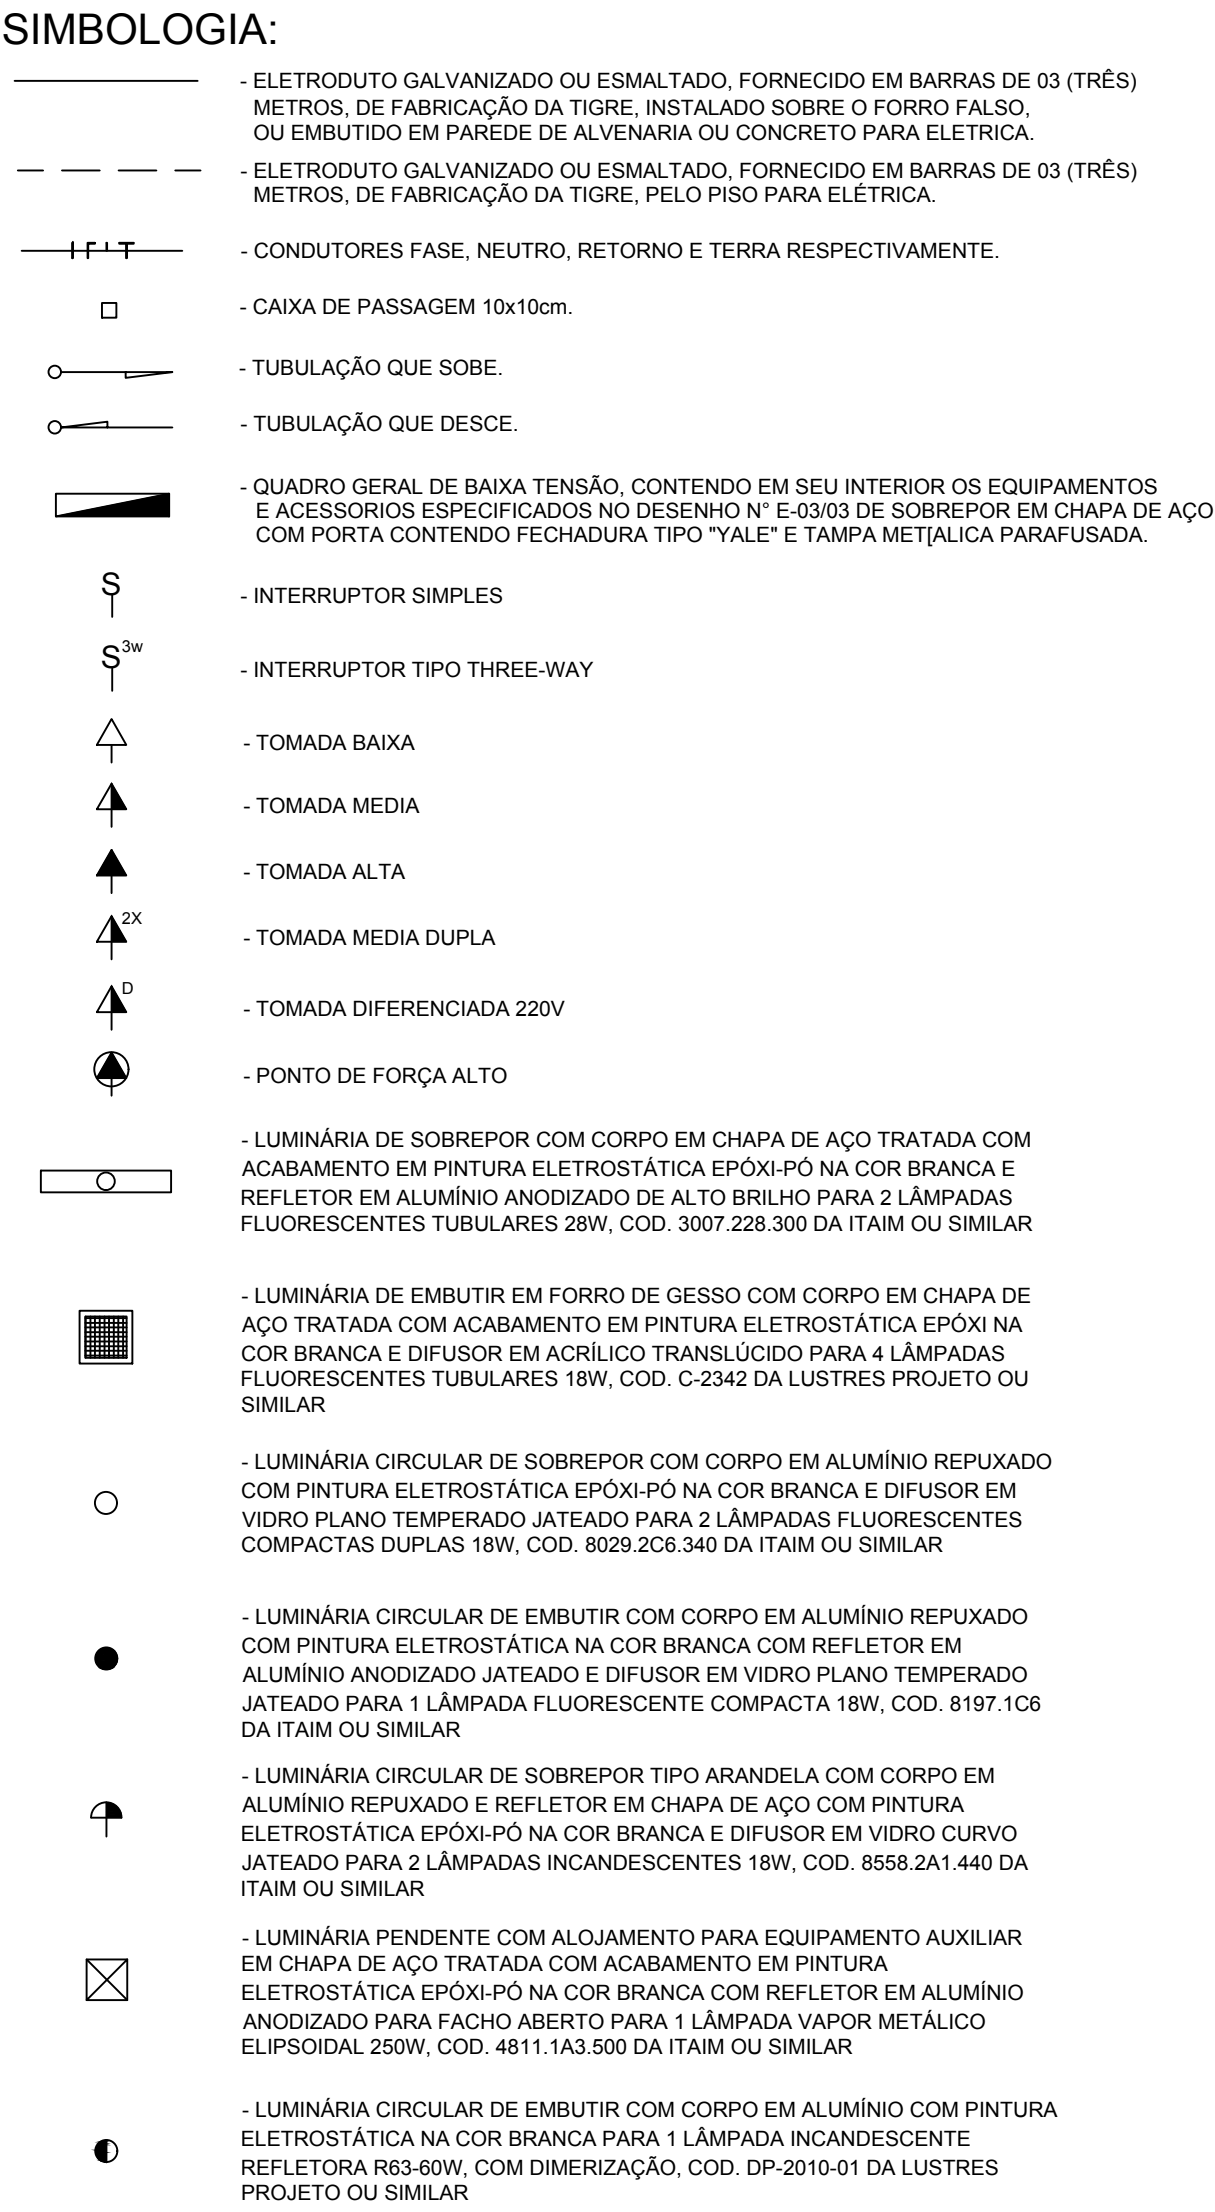 SIMBOLOGIA:
- ELETRODUTO GALVANIZADO OU ESMALTADO, FORNECIDO EM BARRAS DE 03 (TRÊS)
METROS, DE FABRICAÇÃO DA TIGRE, INSTALADO SOBRE O FORRO FALSO,
OU EMBUTIDO EM PAREDE DE ALVENARIA OU CONCRETO PARA ELETRICA.
- ELETRODUTO GALVANIZADO OU ESMALTADO, FORNECIDO EM BARRAS DE 03 (TRÊS)
METROS, DE FABRICAÇÃO DA TIGRE, PELO PISO PARA ELÉTRICA.
- CONDUTORES FASE, NEUTRO, RETORNO E TERRA RESPECTIVAMENTE.
- CAIXA DE PASSAGEM 10x10cm.
- TUBULAÇÃO QUE SOBE.
- TUBULAÇÃO QUE DESCE.
- QUADRO GERAL DE BAIXA TENSÃO, CONTENDO EM SEU INTERIOR OS EQUIPAMENTOS
E ACESSORIOS ESPECIFICADOS NO DESENHO N° E-03/03 DE SOBREPOR EM CHAPA DE AÇO
COM PORTA CONTENDO FECHADURA TIPO "YALE" E TAMPA MET[ALICA PARAFUSADA.
S
- INTERRUPTOR SIMPLES
S 3w
- INTERRUPTOR TIPO THREE-WAY
- TOMADA BAIXA
- TOMADA MEDIA
- TOMADA ALTA
2X
- TOMADA MEDIA DUPLA
D
- TOMADA DIFERENCIADA 220V
- PONTO DE FORÇA ALTO
- LUMINÁRIA DE SOBREPOR COM CORPO EM CHAPA DE AÇO TRATADA COM
ACABAMENTO EM PINTURA ELETROSTÁTICA EPÓXI-PÓ NA COR BRANCA E
REFLETOR EM ALUMÍNIO ANODIZADO DE ALTO BRILHO PARA 2 LÂMPADAS
FLUORESCENTES TUBULARES 28W, COD. 3007.228.300 DA ITAIM OU SIMILAR
- LUMINÁRIA DE EMBUTIR EM FORRO DE GESSO COM CORPO EM CHAPA DE
AÇO TRATADA COM ACABAMENTO EM PINTURA ELETROSTÁTICA EPÓXI NA
COR BRANCA E DIFUSOR EM ACRÍLICO TRANSLÚCIDO PARA 4 LÂMPADAS
FLUORESCENTES TUBULARES 18W, COD. C-2342 DA LUSTRES PROJETO OU
SIMILAR
- LUMINÁRIA CIRCULAR DE SOBREPOR COM CORPO EM ALUMÍNIO REPUXADO
COM PINTURA ELETROSTÁTICA EPÓXI-PÓ NA COR BRANCA E DIFUSOR EM
VIDRO PLANO TEMPERADO JATEADO PARA 2 LÂMPADAS FLUORESCENTES
COMPACTAS DUPLAS 18W, COD. 8029.2C6.340 DA ITAIM OU SIMILAR
- LUMINÁRIA CIRCULAR DE EMBUTIR COM CORPO EM ALUMÍNIO REPUXADO
COM PINTURA ELETROSTÁTICA NA COR BRANCA COM REFLETOR EM
ALUMÍNIO ANODIZADO JATEADO E DIFUSOR EM VIDRO PLANO TEMPERADO
JATEADO PARA 1 LÂMPADA FLUORESCENTE COMPACTA 18W, COD. 8197.1C6
DA ITAIM OU SIMILAR
- LUMINÁRIA CIRCULAR DE SOBREPOR TIPO ARANDELA COM CORPO EM
ALUMÍNIO REPUXADO E REFLETOR EM CHAPA DE AÇO COM PINTURA
ELETROSTÁTICA EPÓXI-PÓ NA COR BRANCA E DIFUSOR EM VIDRO CURVO
JATEADO PARA 2 LÂMPADAS INCANDESCENTES 18W, COD. 8558.2A1.440 DA
ITAIM OU SIMILAR
- LUMINÁRIA PENDENTE COM ALOJAMENTO PARA EQUIPAMENTO AUXILIAR
EM CHAPA DE AÇO TRATADA COM ACABAMENTO EM PINTURA
ELETROSTÁTICA EPÓXI-PÓ NA COR BRANCA COM REFLETOR EM ALUMÍNIO
ANODIZADO PARA FACHO ABERTO PARA 1 LÂMPADA VAPOR METÁLICO
ELIPSOIDAL 250W, COD. 4811.1A3.500 DA ITAIM OU SIMILAR
- LUMINÁRIA CIRCULAR DE EMBUTIR COM CORPO EM ALUMÍNIO COM PINTURA
ELETROSTÁTICA NA COR BRANCA PARA 1 LÂMPADA INCANDESCENTE
REFLETORA R63-60W, COM DIMERIZAÇÃO, COD. DP-2010-01 DA LUSTRES
PROJETO OU SIMILAR